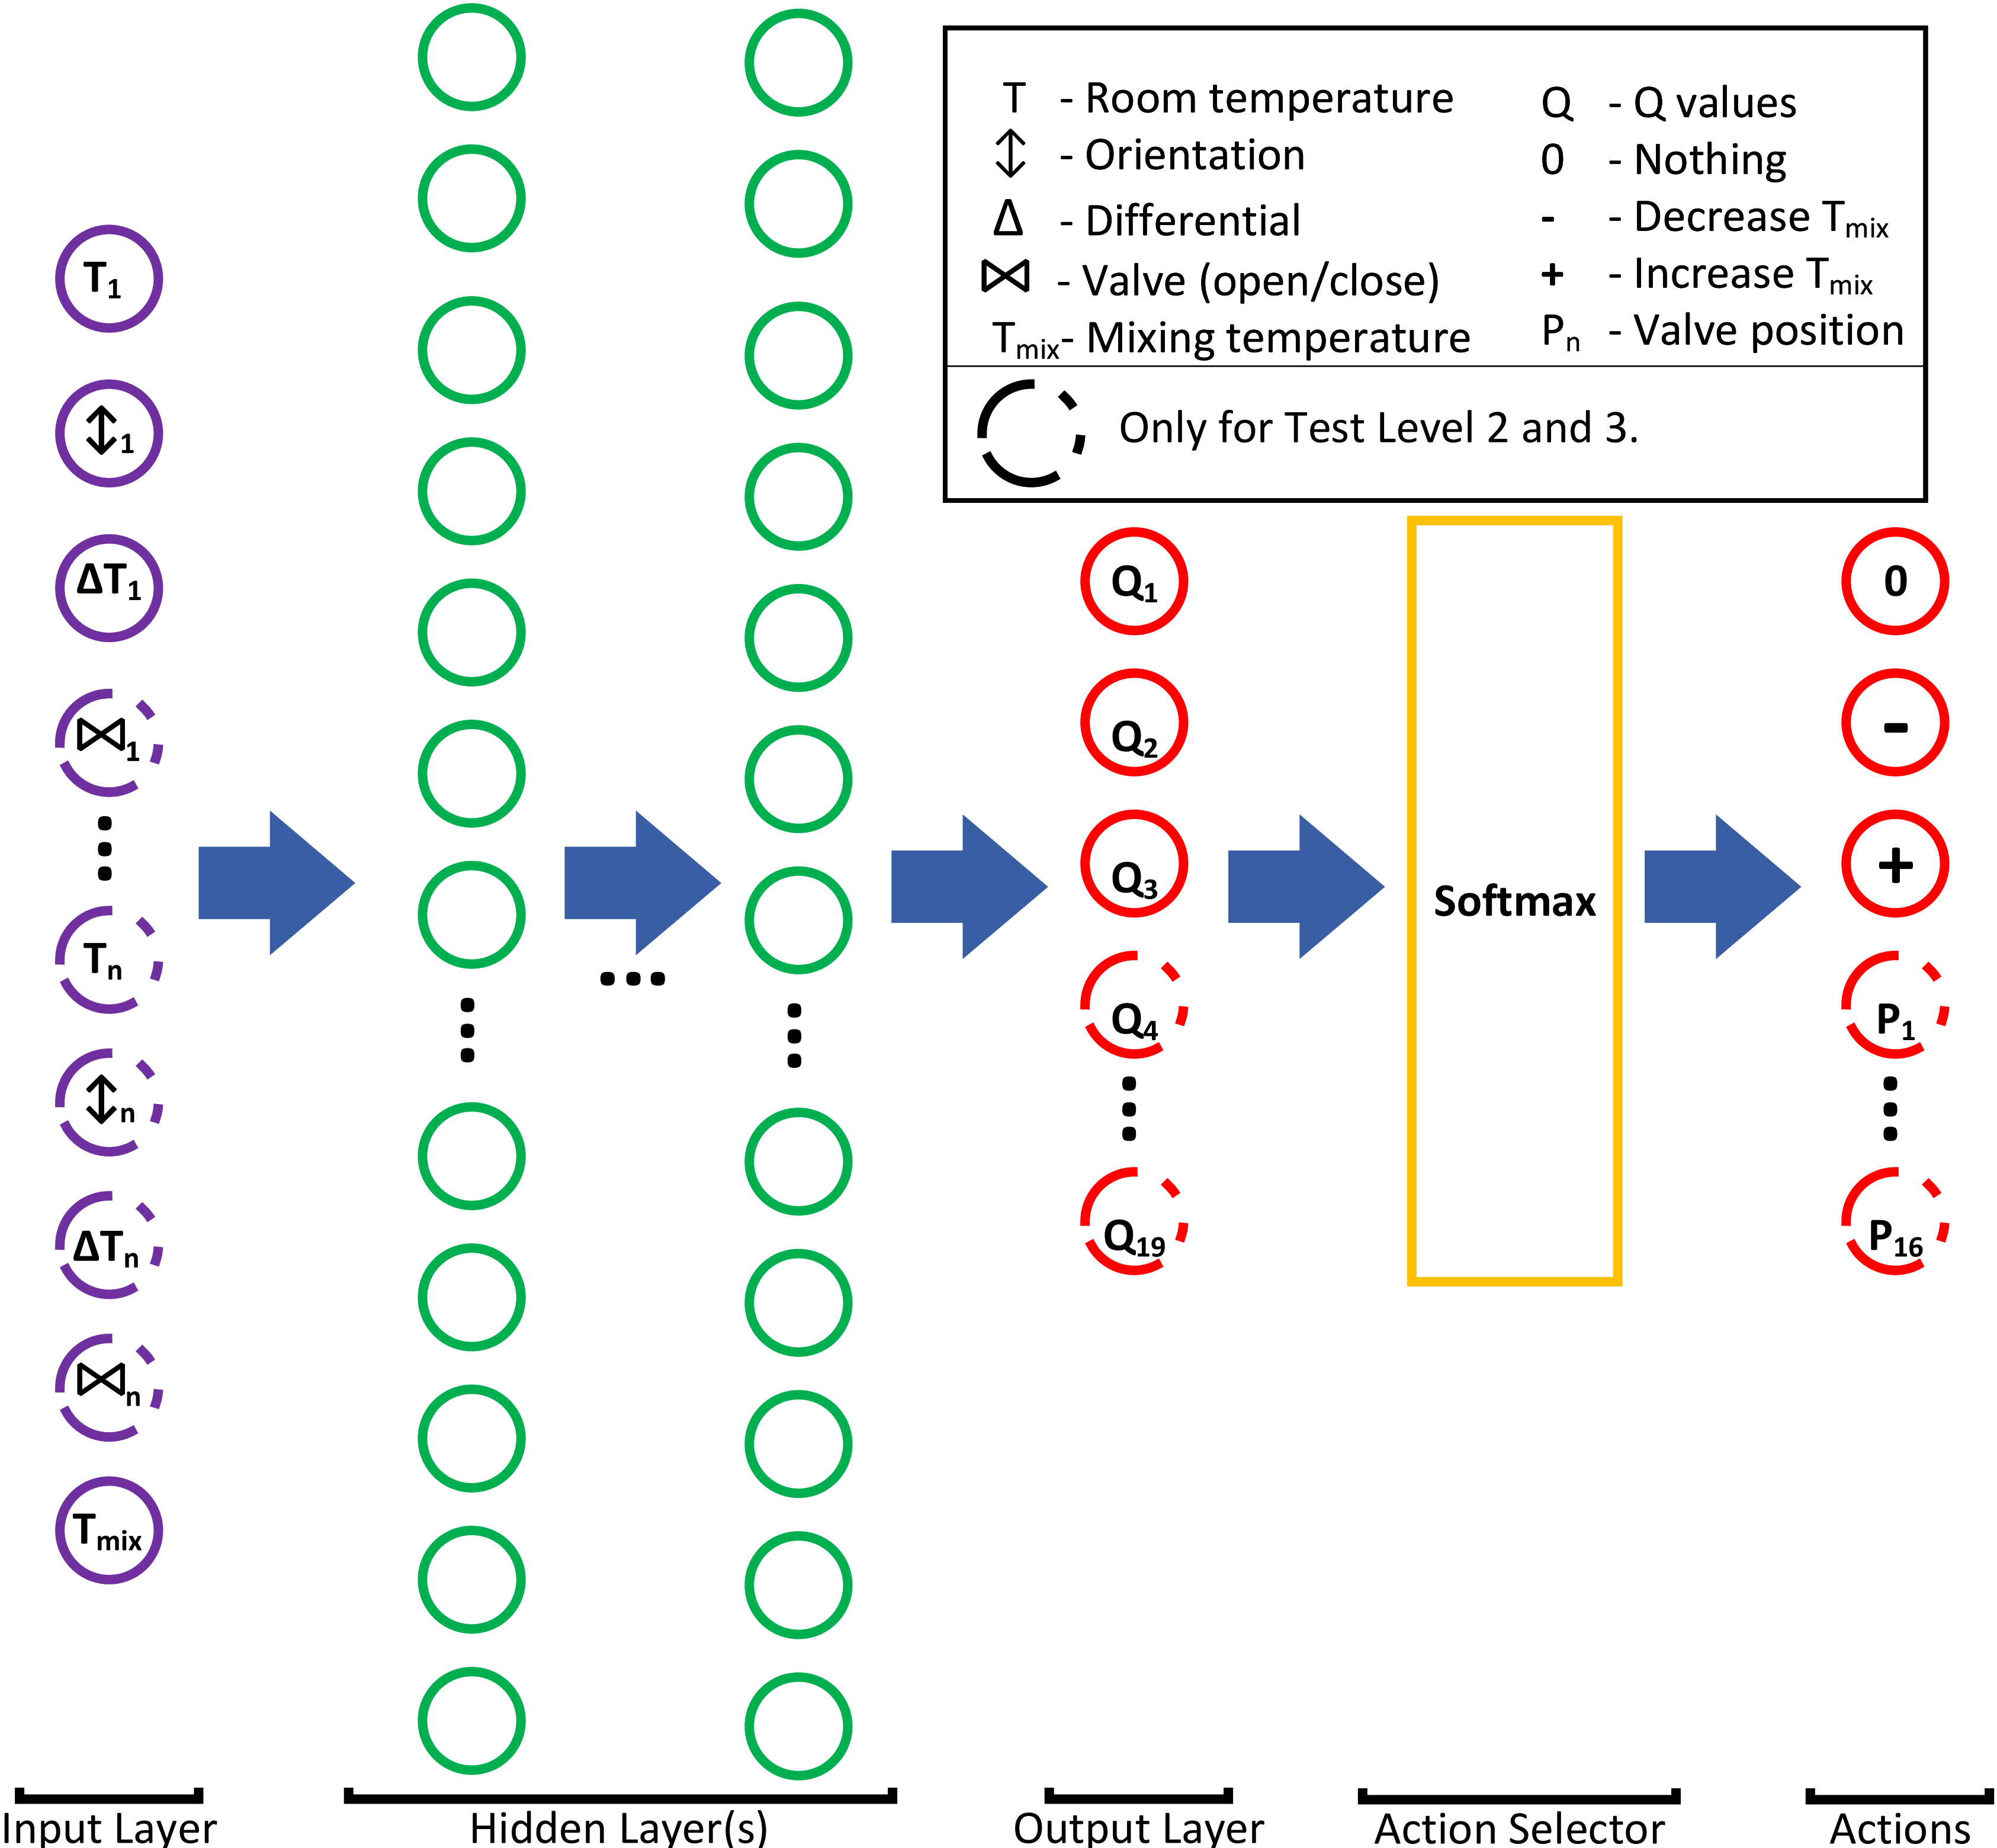 T - Room temperature
↕ - Orientation
Δ - Differential
⋈ - Valve (open/close)
Tmix - Mixing temperature
Q - Q values
0 - Nothing
- - Decrease Tmix
+ - Increase Tmix
Pn - Valve position
Only for Test Level 2 and 3.
T1
↕1
ΔT1
⋈1
Tn
↕n
ΔTn
⋈n
Tmix
Q1
Q2
Q3
Q4
Q19
Softmax
0
-
+
P1
P16
Input Layer
Hidden Layer(s)
Output Layer
Action Selector
Actions